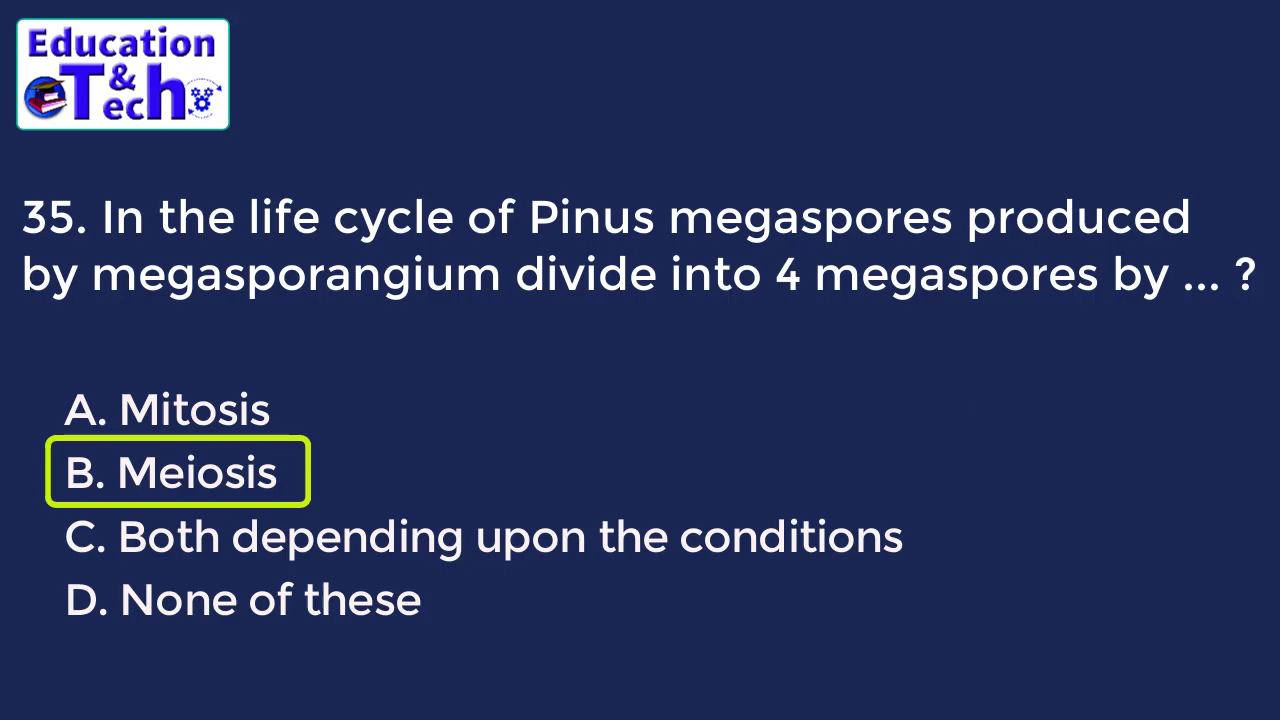 Education
&
Tech
35. In the life cycle of Pinus megaspores produced
by megasporangium divide into 4 megaspores by ... ?
A. Mitosis
B. Meiosis
C. Both depending upon the conditions
D. None of these